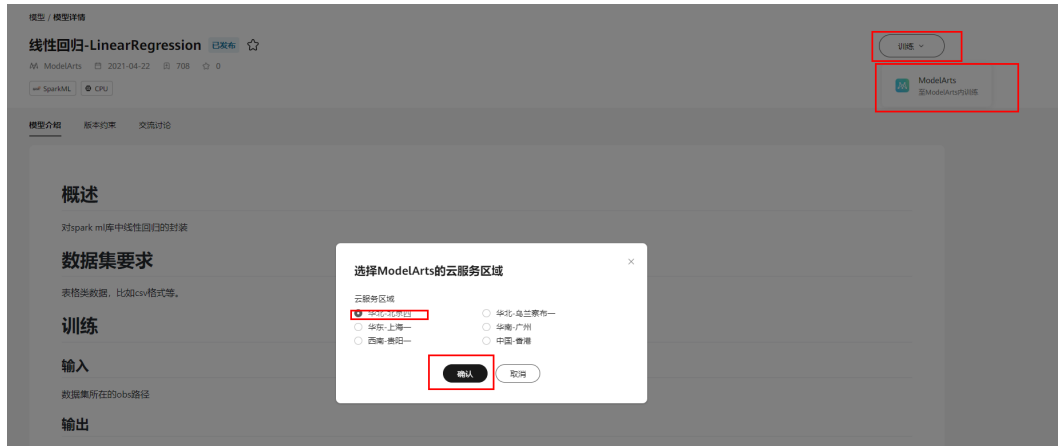 模型 / 模型详情
线性回归-LinearRegression 已发布
ModelArts 2021-04-22 708 0
SparkML CPU
训练
ModelArts
至ModelArts内训练
模型介绍 版本约束 交流讨论
概述
对spark ml库中线性回归的封装
数据集要求
表格类数据，比如csv格式等。
训练
输入
数据集所在的obs路径
输出
选择ModelArts的云服务区域
云服务区域
华北-北京四 华北-乌兰察布一
华东-上海一 华南-广州
西南-贵阳一 中国-香港
确认 取消